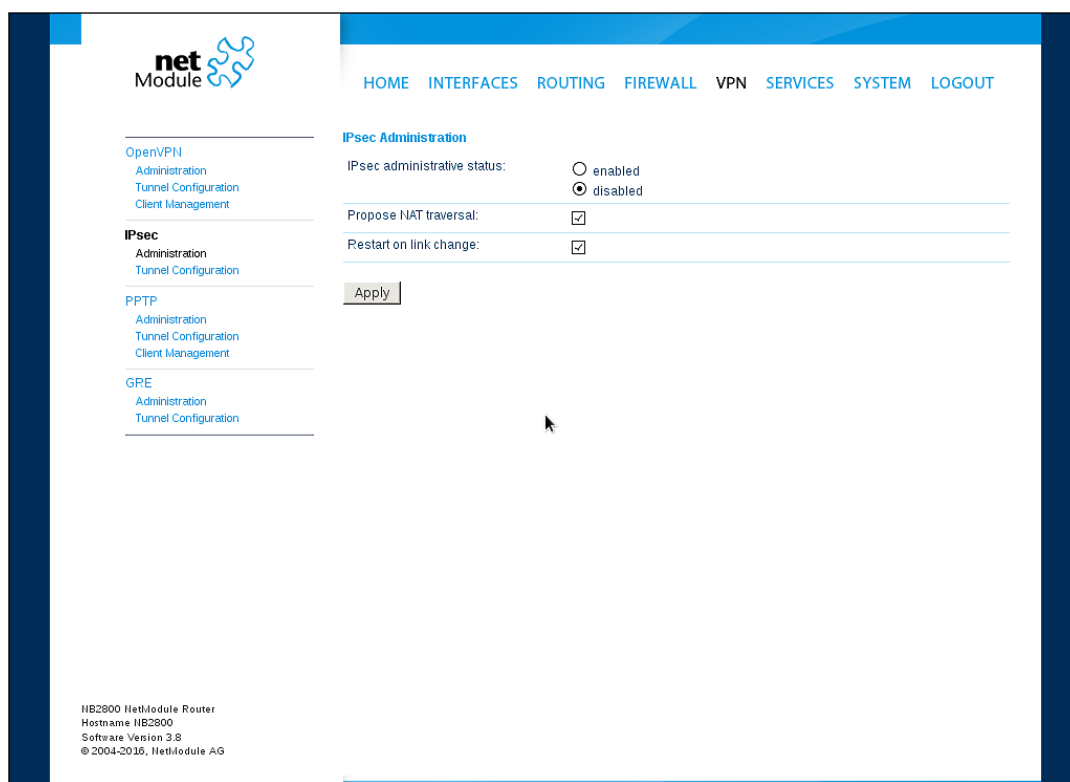 net
Module
HOME INTERFACES ROUTING FIREWALL VPN SERVICES SYSTEM LOGOUT
OpenVPN
Administration
Tunnel Configuration
Client Management
IPsec
Administration
Tunnel Configuration
PPTP
Administration
Tunnel Configuration
Client Management
GRE
Administration
Tunnel Configuration
IPsec Administration
IPsec administrative status:
enabled
disabled
Propose NAT traversal:
Restart on link change:
Apply
NB2800 NetModule Router
Hostname NB2800
Software Version 3.8
© 2004-2016, NetModule AG